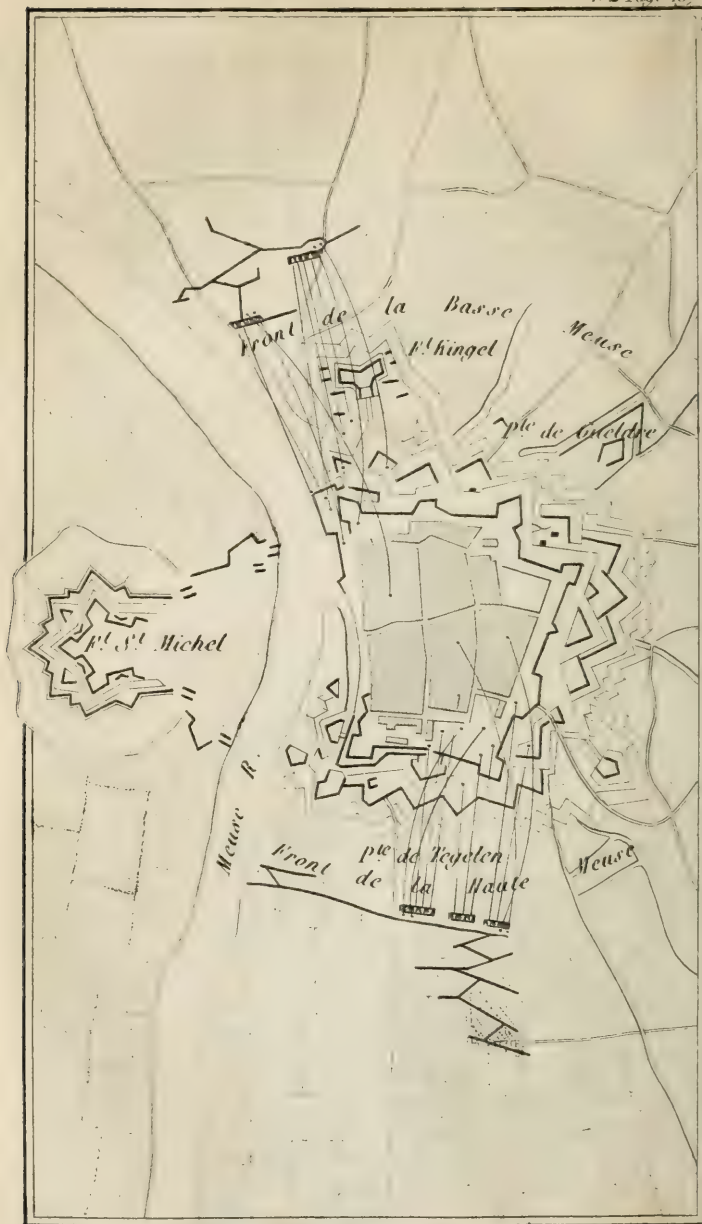 Front de la Basse Meuse
Ft. Kingel
pte de Gueldre
Ft. St. Michel
Meuse R.
E
pte de Tegelen
Front de la Haute Meuse